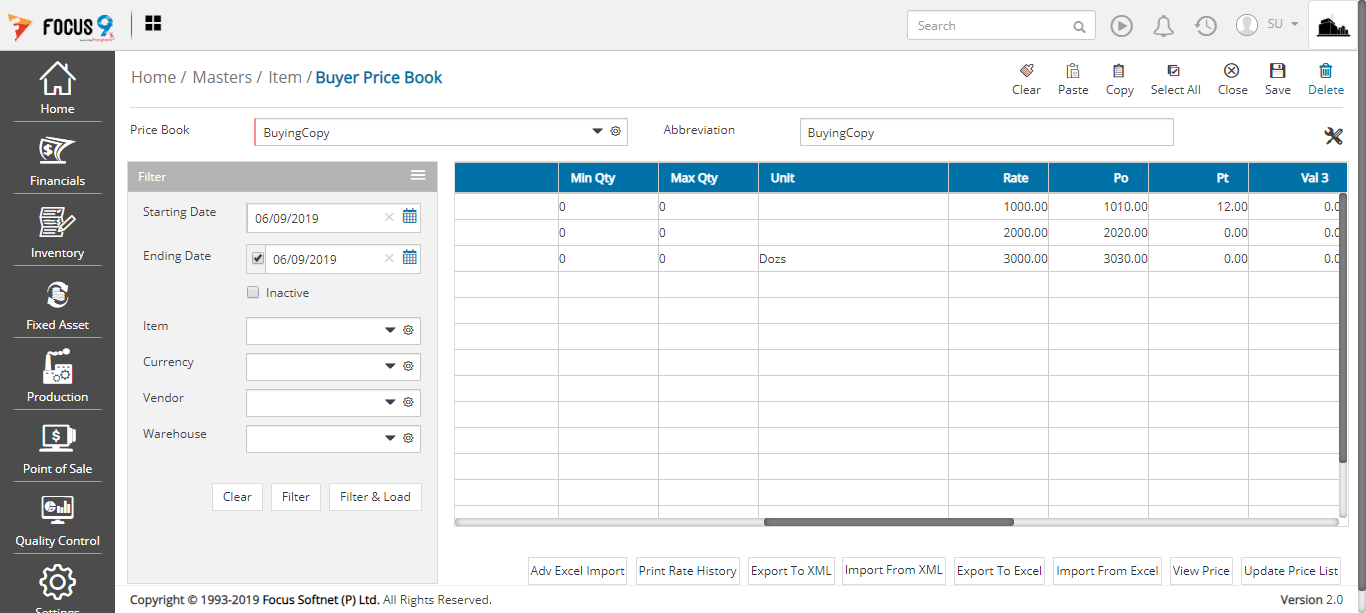 FOCUS 9
Search
SU
Home
Financials
Inventory
Fixed Asset
Production
Point of Sale
Quality Control
Settings
Home / Masters / Item / Buyer Price Book
Clear Paste Copy Select All Close Save Delete
Price Book BuyingCopy Abbreviation BuyingCopy
Filter
Starting Date 06/09/2019
Ending Date 06/09/2019
Inactive
Item
Currency
Vendor
Warehouse
Clear Filter Filter & Load
Min Qty Max Qty Unit Rate Po Pt Val 3
0 0 1000.00 1010.00 12.00 0.0
0 0 2000.00 2020.00 0.00 0.0
0 0 Dozs 3000.00 3030.00 0.00 0.0
Adv Excel Import Print Rate History Export To XML Import From XML Export To Excel Import From Excel View Price Update Price List
Copyright © 1993-2019 Focus Softnet (P) Ltd. All Rights Reserved.
Version 2.0